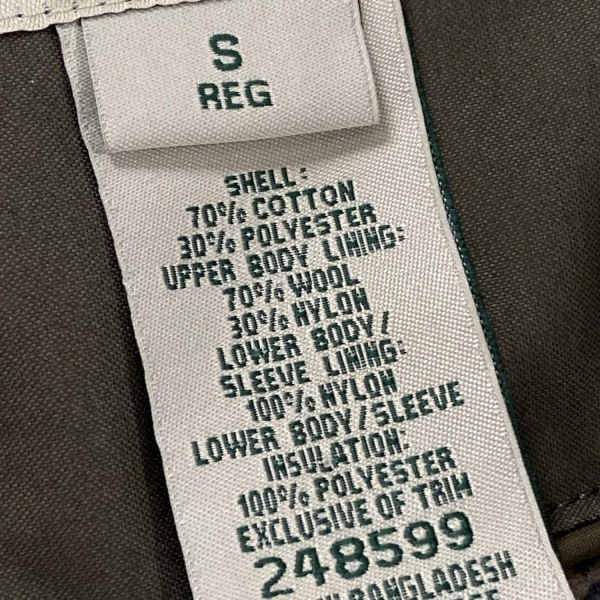 S
REG
SHELL:
70% COTTON
30% POLYESTER
UPPER BODY LINING:
70% WOOL
30% NYLON
LOWER BODY/
SLEEVE LINING:
100% NYLON
LOWER BODY/SLEEVE
INSULATION:
100% POLYESTER
EXCLUSIVE OF TRIM
248599
BANGLADESH